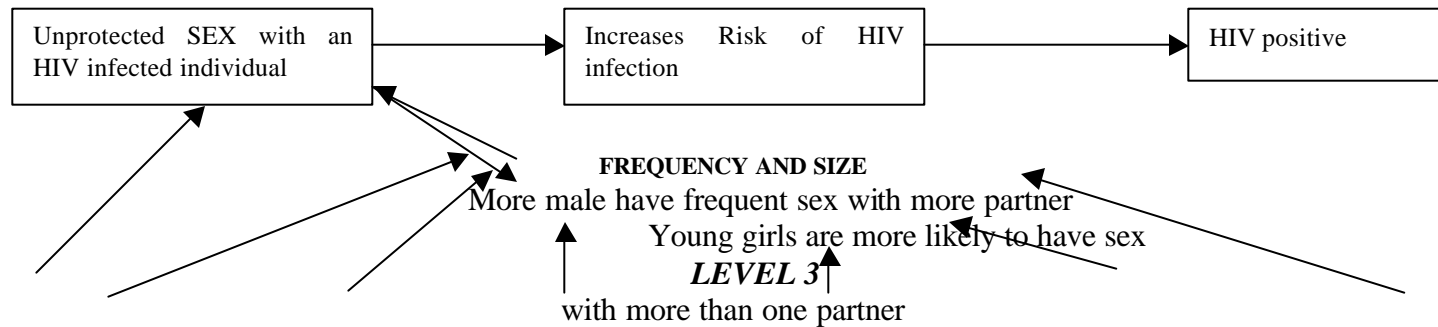 Unprotected SEX with an
HIV infected individual
Increases Risk of HIV
infection
HIV positive
FREQUENCY AND SIZE
More male have frequent sex with more partner
Young girls are more likely to have sex
LEVEL 3
with more than one partner